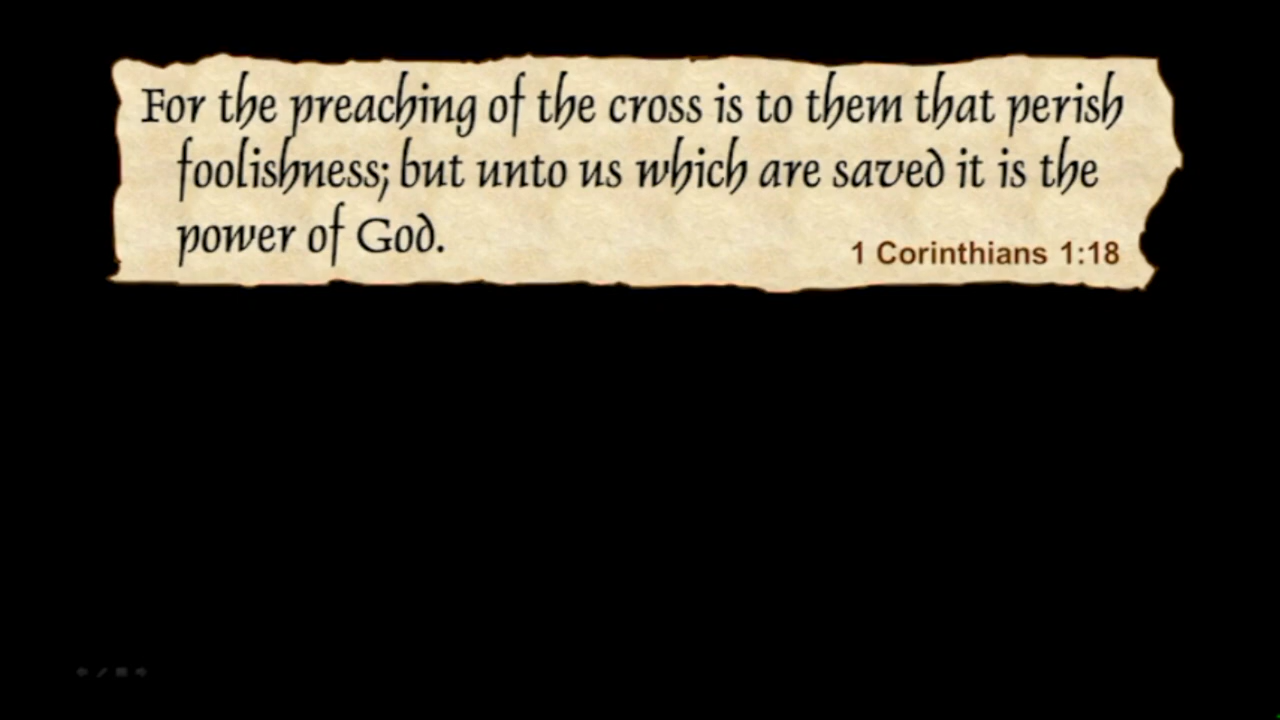 For the preaching of the cross is to them that perish
foolishness; but unto us which are saved it is the
power of God.
1 Corinthians 1:18